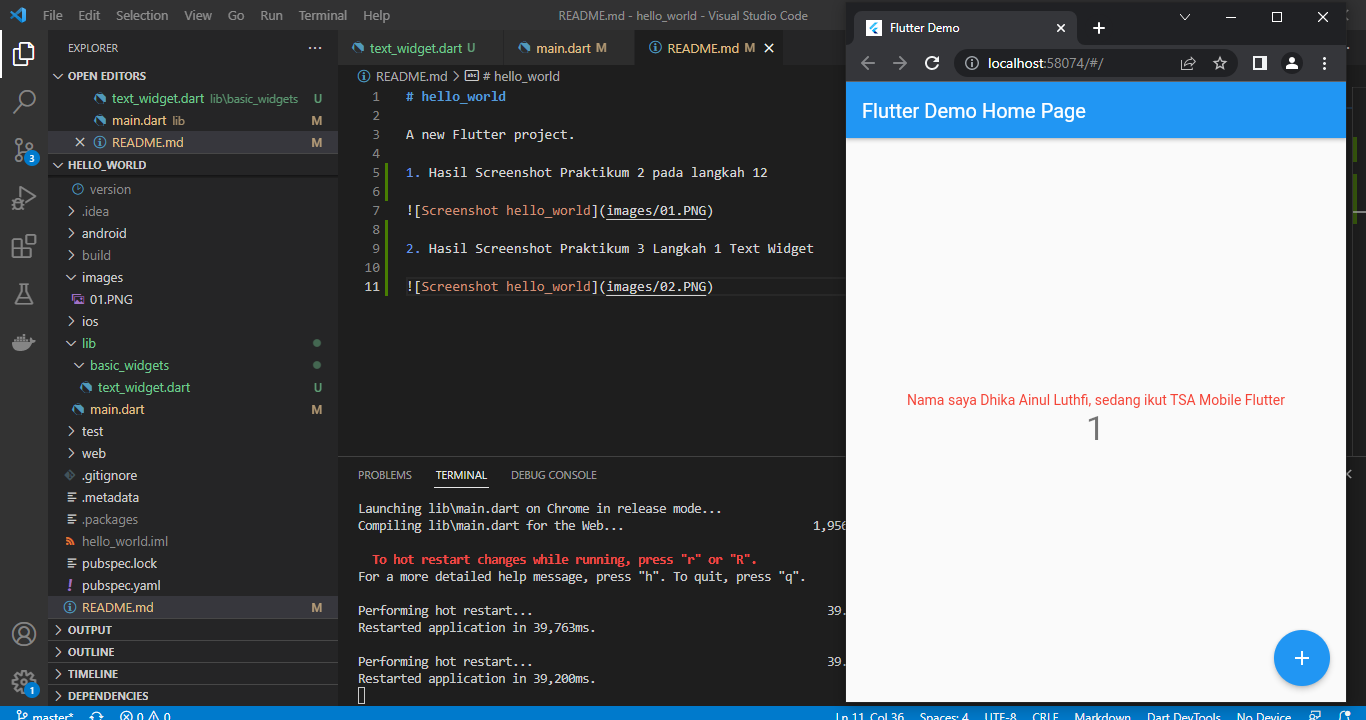 File Edit Selection View Go Run Terminal Help
README.md - hello_world - Visual Studio Code
EXPLORER
OPEN EDITORS
text_widget.dart lib\basic_widgets U
main.dart lib M
README.md M
HELLO_WORLD
version
.idea
android
build
images
01.PNG
ios
lib
basic_widgets
text_widget.dart U
main.dart M
test
web
.gitignore
.metadata
.packages
hello_world.iml
pubspec.lock
pubspec.yaml
README.md M
OUTPUT
OUTLINE
TIMELINE
DEPENDENCIES
3
1
text_widget.dart U main.dart M README.md M
README.md > # hello_world
1 # hello_world
2
3 A new Flutter project.
4
5 1. Hasil Screenshot Praktikum 2 pada langkah 12
6
7 ![Screenshot hello_world](images/01.PNG)
8
9 2. Hasil Screenshot Praktikum 3 Langkah 1 Text Widget
10
11 ![Screenshot hello_world](images/02.PNG)
PROBLEMS TERMINAL DEBUG CONSOLE
Launching lib\main.dart on Chrome in release mode...
Compiling lib\main.dart for the Web... 1,956
To hot restart changes while running, press "r" or "R".
For a more detailed help message, press "h". To quit, press "q".
Performing hot restart... 39.
Restarted application in 39,763ms.
Performing hot restart... 39.
Restarted application in 39,200ms.
Flutter Demo
localhost:58074/#/
Flutter Demo Home Page
Nama saya Dhika Ainul Luthfi, sedang ikut TSA Mobile Flutter
1
master* 0 0 Ln 11, Col 36 Spaces: 4 UTF-8 CRLF Markdown Dart DevTools No Device